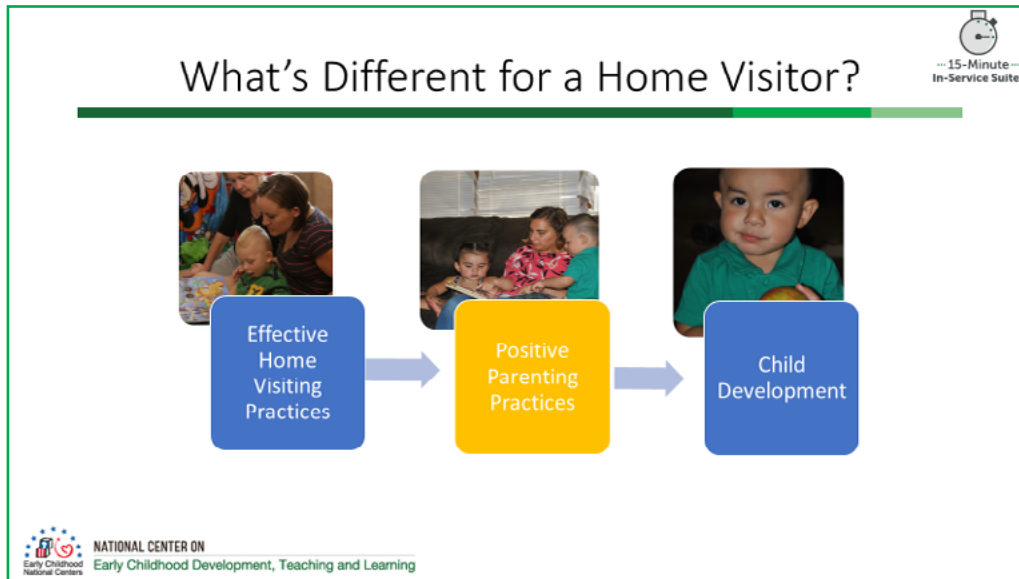 What's Different for a Home Visitor?
15-Minute
In-Service Suite
Effective
Home
Visiting
Practices
Positive
Parenting
Practices
Child
Development
Early Childhood
National Centers
NATIONAL CENTER ON
Early Childhood Development, Teaching and Learning